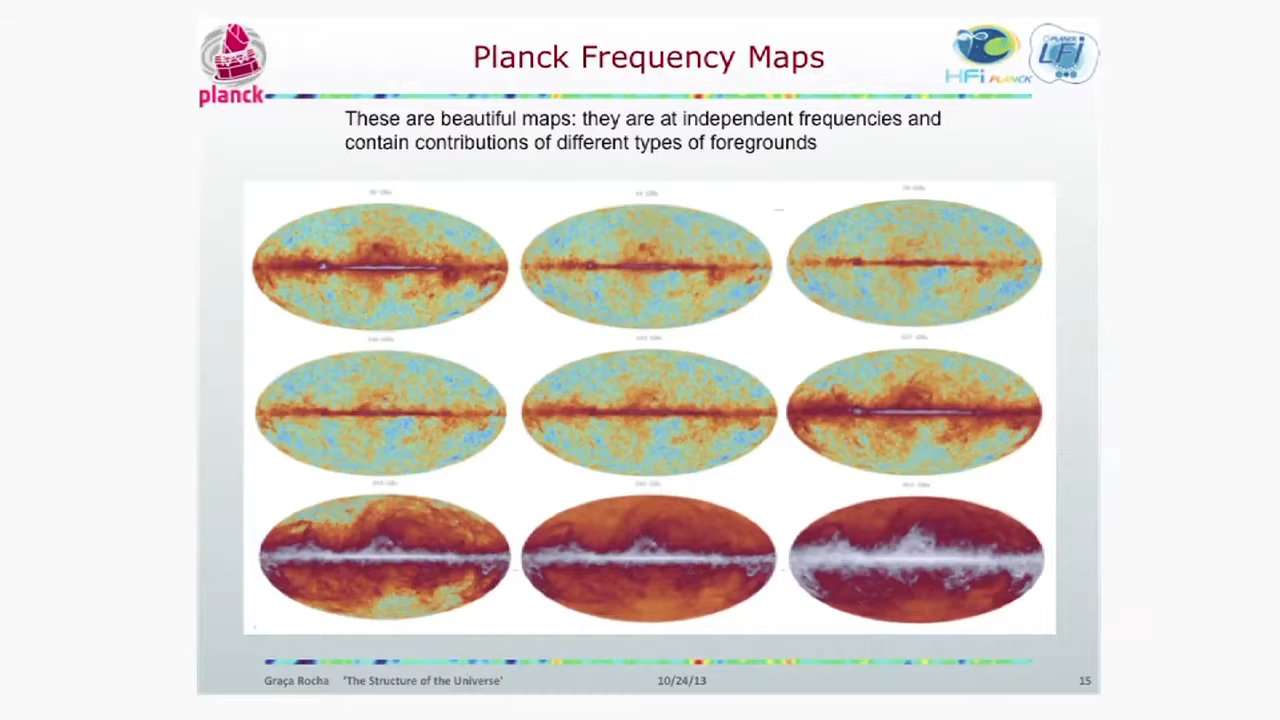 Planck Frequency Maps
planck
HFi PLANCK
PLANCK
LFi
These are beautiful maps: they are at independent frequencies and
contain contributions of different types of foregrounds
Graça Rocha 'The Structure of the Universe' 10/24/13 15